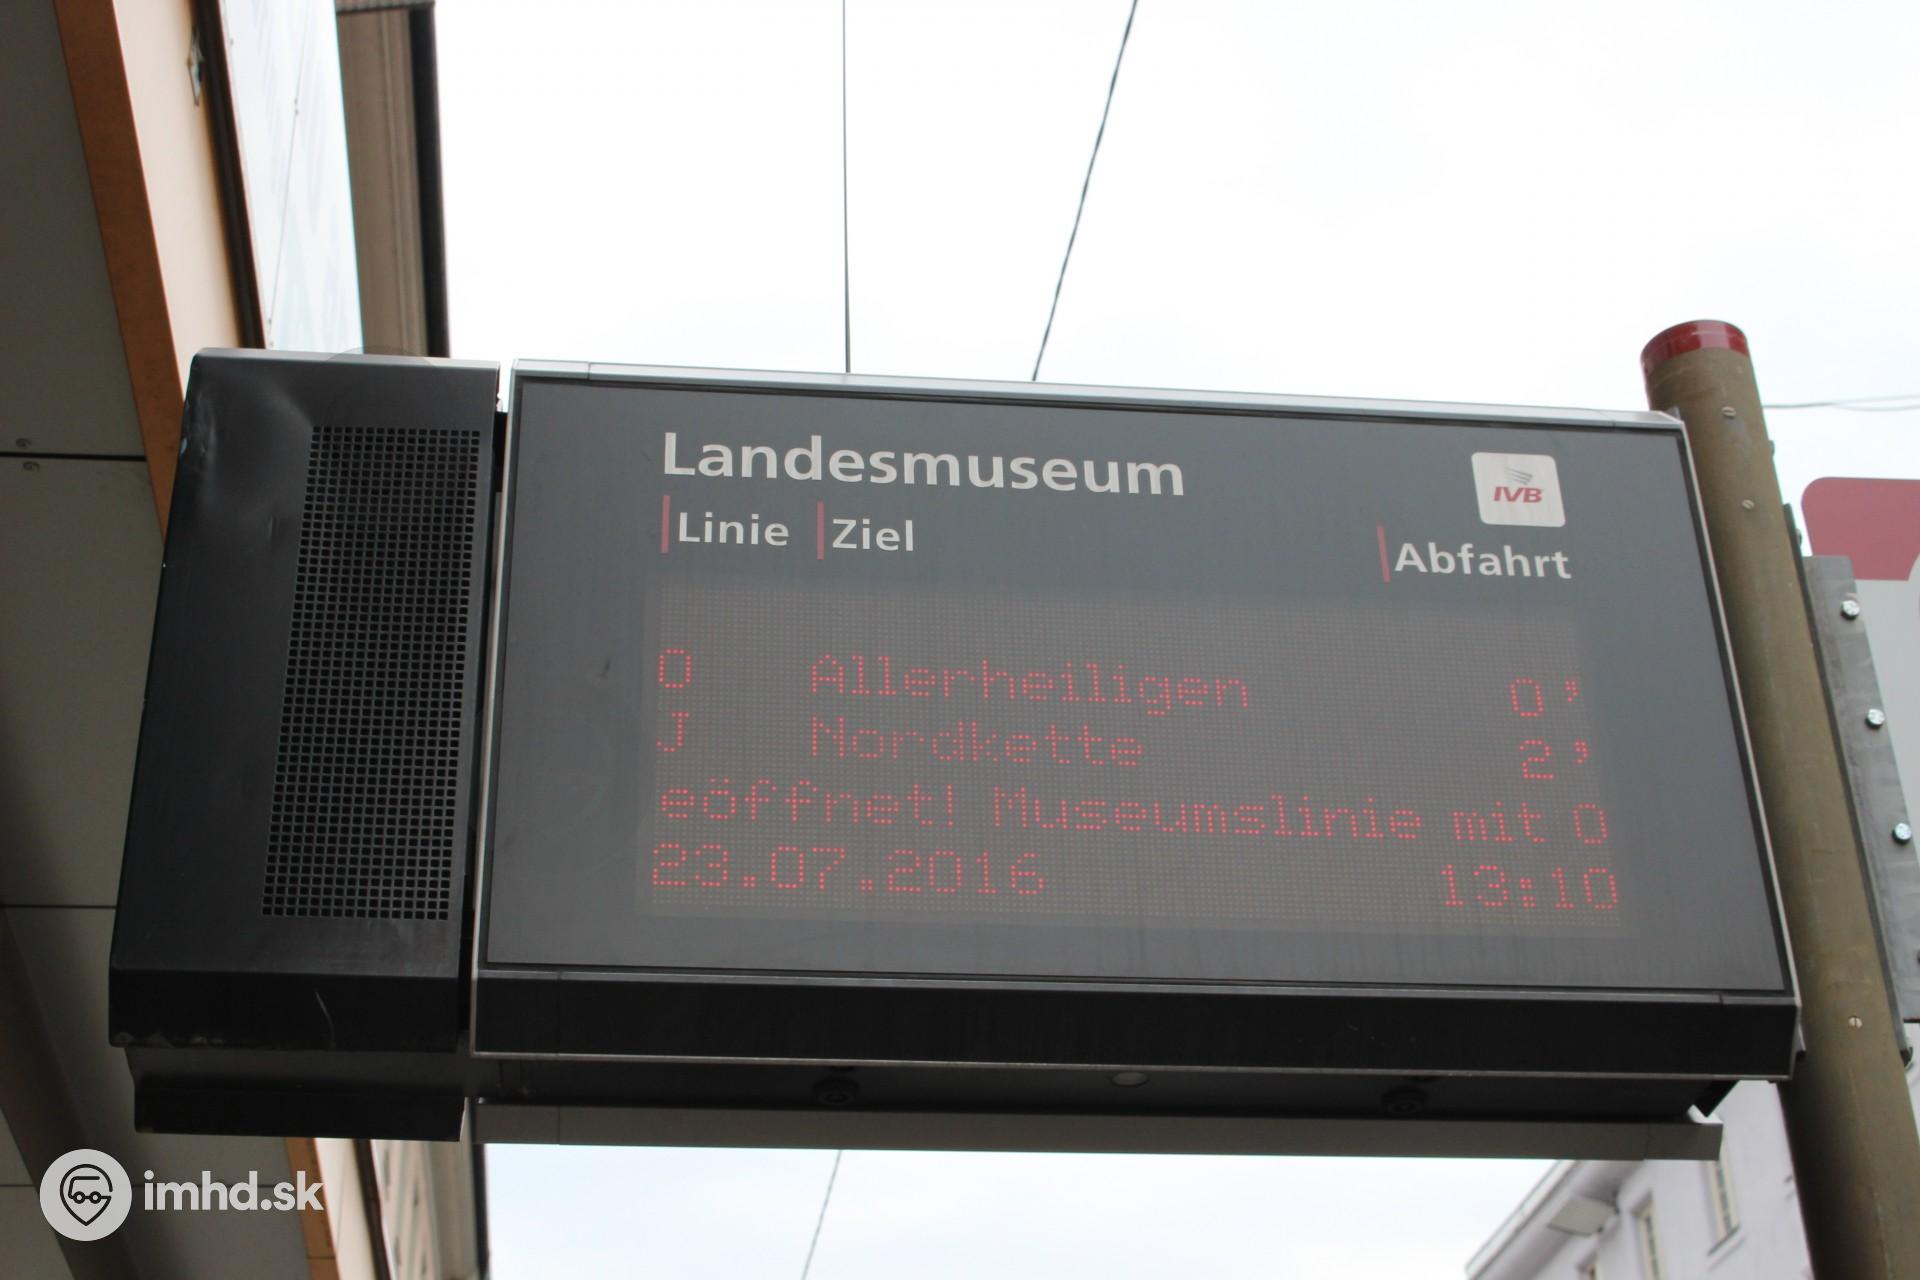 Landesmuseum
IVB
Linie Ziel Abfahrt
O Allerheiligen 0'
J Nordkette 2'
eöffnet! Museumslinie mit O
23.07.2016 13:10
imhd.sk